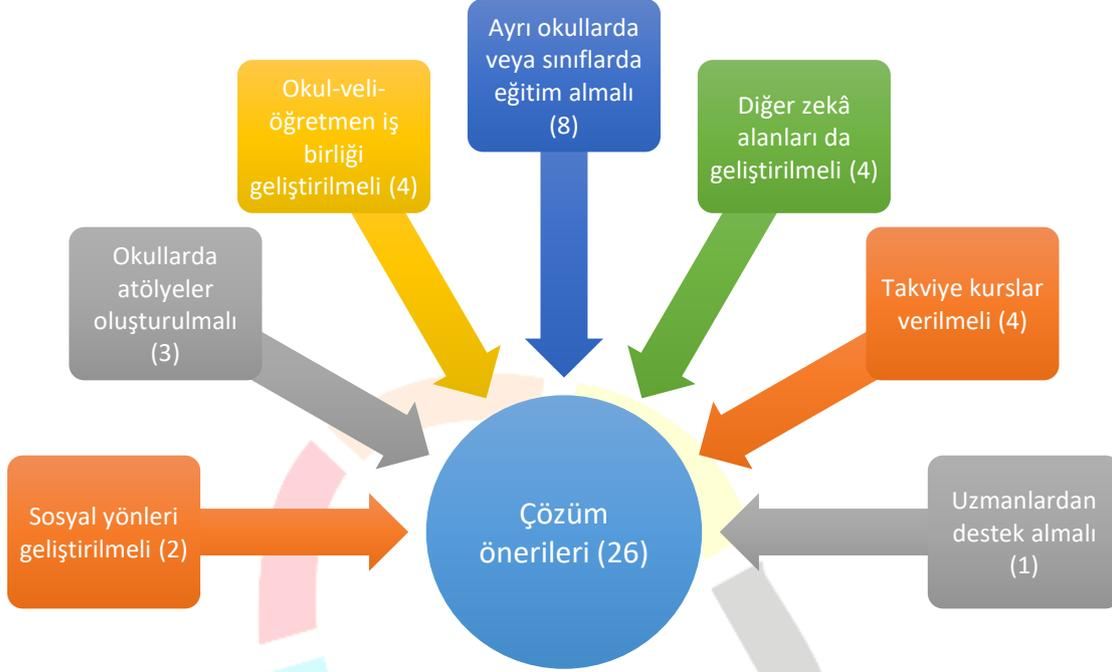 Ayrı okullarda
veya sınıflarda
eğitim almalı
(8)
Okul-veli-
öğretmen iş
birliği
geliştirilmeli (4)
Diğer zekâ
alanları da
geliştirilmeli (4)
Okullarda
atölyeler
oluşturulmalı
(3)
Takviye kurslar
verilmeli (4)
Sosyal yönleri
geliştirilmeli (2)
Çözüm
önerileri (26)
Uzmanlardan
destek almalı
(1)